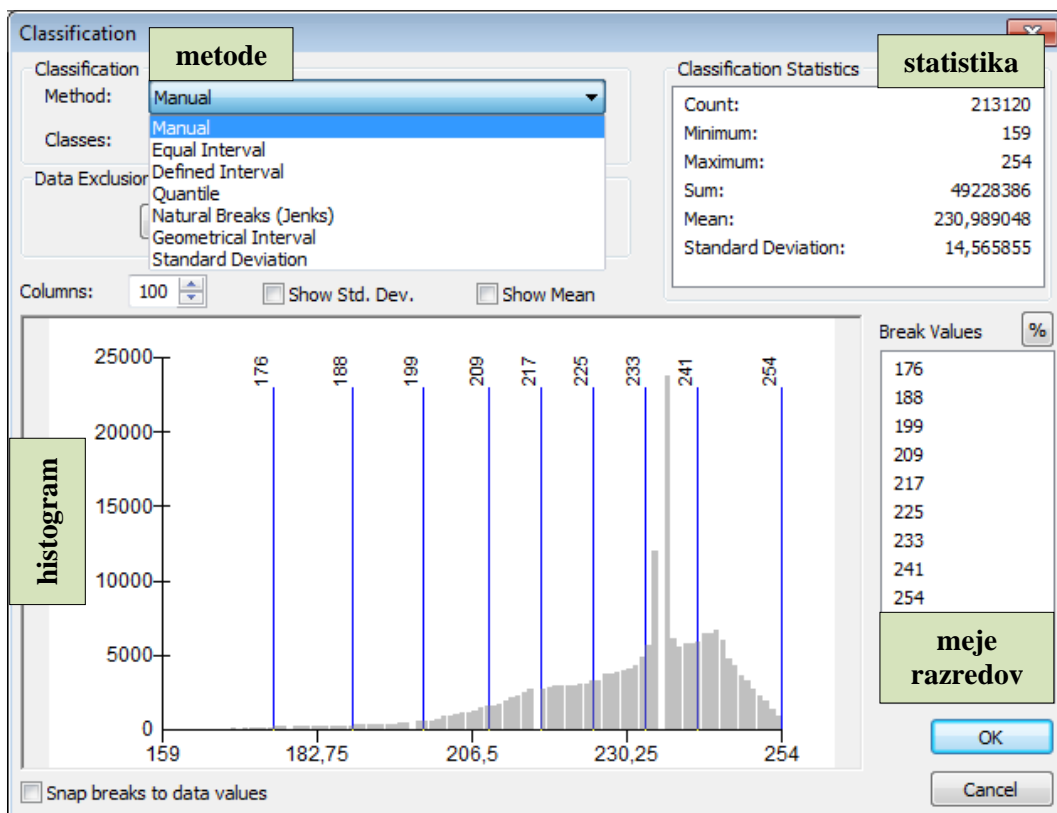 Classification
metode
statistika
Classification
Method:
Manual
Classes:
Manual
Equal Interval
Defined Interval
Quantile
Natural Breaks (Jenks)
Geometrical Interval
Standard Deviation
Data Exclusion
Classification Statistics
Count: 213120
Minimum: 159
Maximum: 254
Sum: 49228386
Mean: 230,989048
Standard Deviation: 14,565855
Columns: 100 Show Std. Dev. Show Mean
Break Values %
176
188
199
209
217
225
233
241
254
meje
razredov
histogram
25000
20000
15000
10000
5000
0
176 188 199 209 217 225 233 241 254
159 182,75 206,5 230,25 254
OK
Cancel
Snap breaks to data values